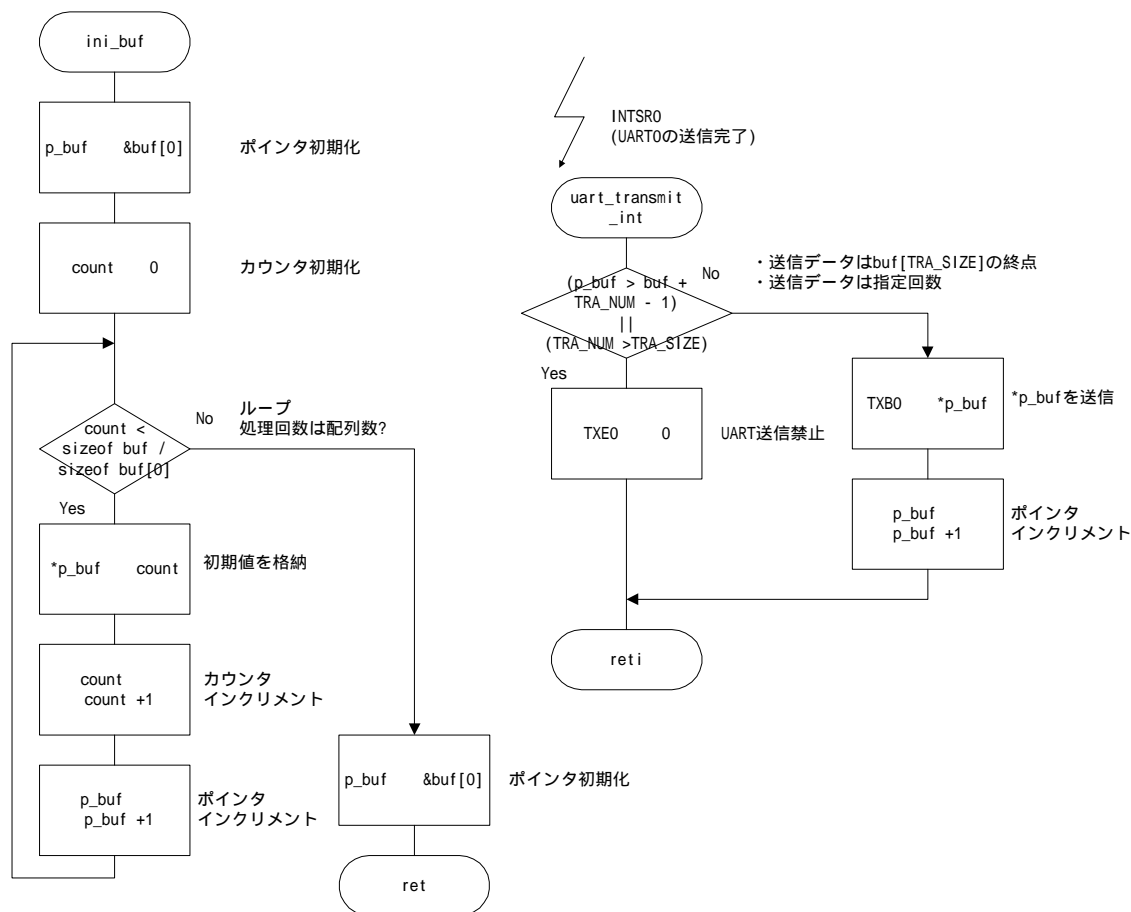 ini_buf
p_buf &buf[0]
ポインタ初期化
count 0
カウンタ初期化
count <
sizeof buf /
sizeof buf[0]
No
ループ
処理回数は配列数?
Yes
*p_buf count
初期値を格納
count
count +1
カウンタ
インクリメント
p_buf
p_buf +1
ポインタ
インクリメント
p_buf &buf[0]
ポインタ初期化
ret
INTSR0
(UART0の送信完了)
uart_transmit
_int
(p_buf > buf +
TRA_NUM - 1)
||
(TRA_NUM >TRA_SIZE)
No
・送信データはbuf[TRA_SIZE]の終点
・送信データは指定回数
Yes
TXE0 0
UART送信禁止
TXB0 *p_buf
*p_bufを送信
p_buf
p_buf +1
ポインタ
インクリメント
reti